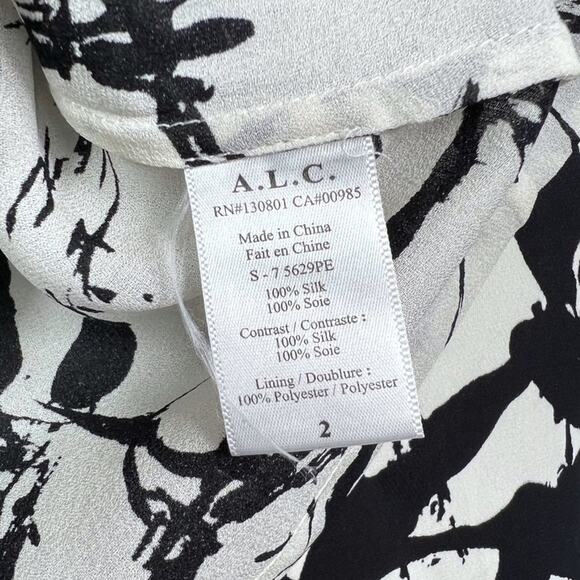 A.L.C.
RN#130801 CA#00985
Made in China
Fait en Chine
S - 7 5629PE
100% Silk
100% Soie
Contrast / Contraste :
100% Silk
100% Soie
Lining / Doublure :
100% Polyester / Polyester
2